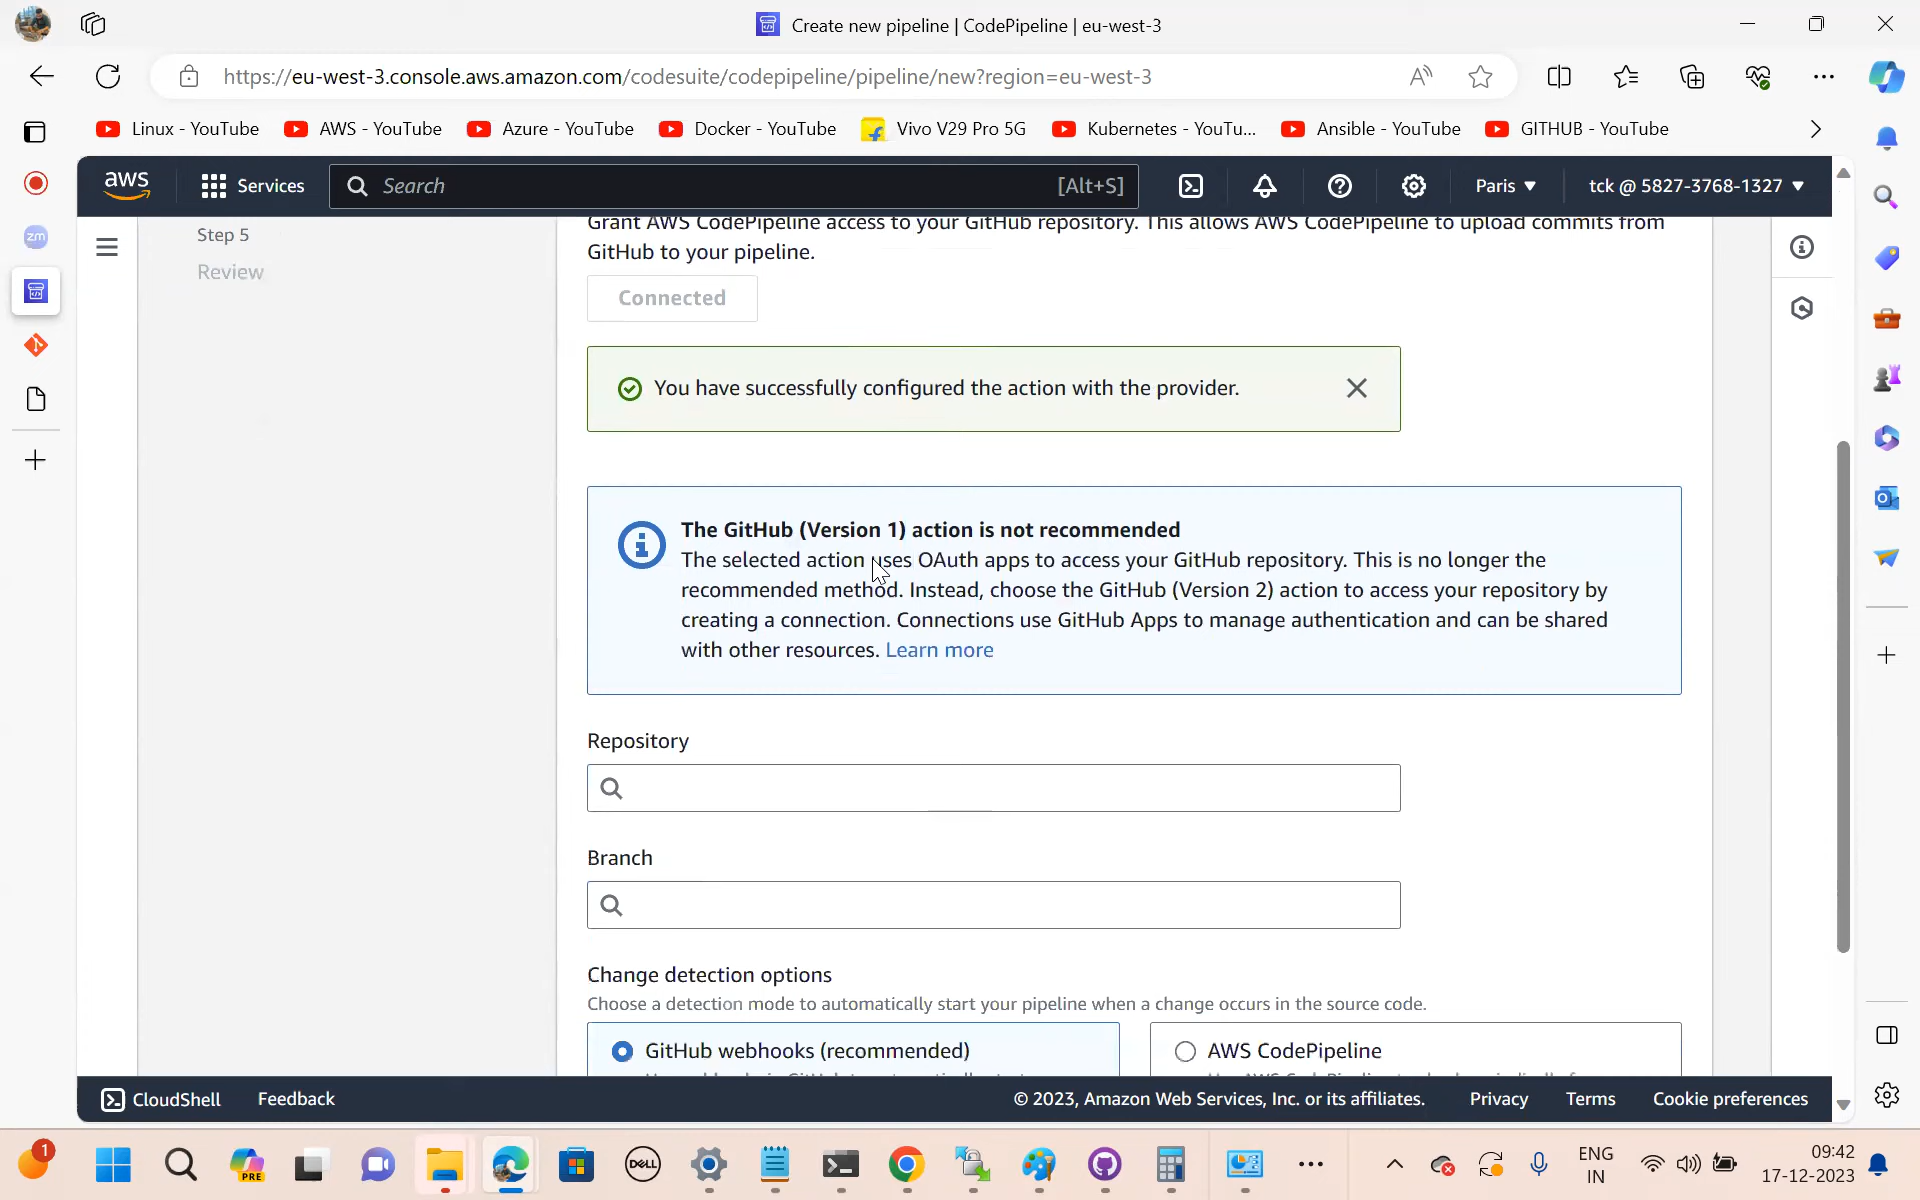 Create new pipeline | CodePipeline | eu-west-3
https://eu-west-3.console.aws.amazon.com/codesuite/codepipeline/pipeline/new?region=eu-west-3
Linux - YouTube
AWS - YouTube
Azure - YouTube
Docker - YouTube
Vivo V29 Pro 5G
Kubernetes - YouTu...
Ansible - YouTube
GITHUB - YouTube
aws
Services
Search
[Alt+S]
Paris
tck @ 5827-3768-1327
zm
Step 5
Review
Grant AWS CodePipeline access to your GitHub repository. This allows AWS CodePipeline to upload commits from
GitHub to your pipeline.
Connected
You have successfully configured the action with the provider.
The GitHub (Version 1) action is not recommended
The selected action uses OAuth apps to access your GitHub repository. This is no longer the
recommended method. Instead, choose the GitHub (Version 2) action to access your repository by
creating a connection. Connections use GitHub Apps to manage authentication and can be shared
with other resources. Learn more
Repository
Branch
Change detection options
Choose a detection mode to automatically start your pipeline when a change occurs in the source code.
GitHub webhooks (recommended)
AWS CodePipeline
CloudShell
Feedback
© 2023, Amazon Web Services, Inc. or its affiliates.
Privacy
Terms
Cookie preferences
1
PRE
DELL
ENG
IN
09:42
17-12-2023